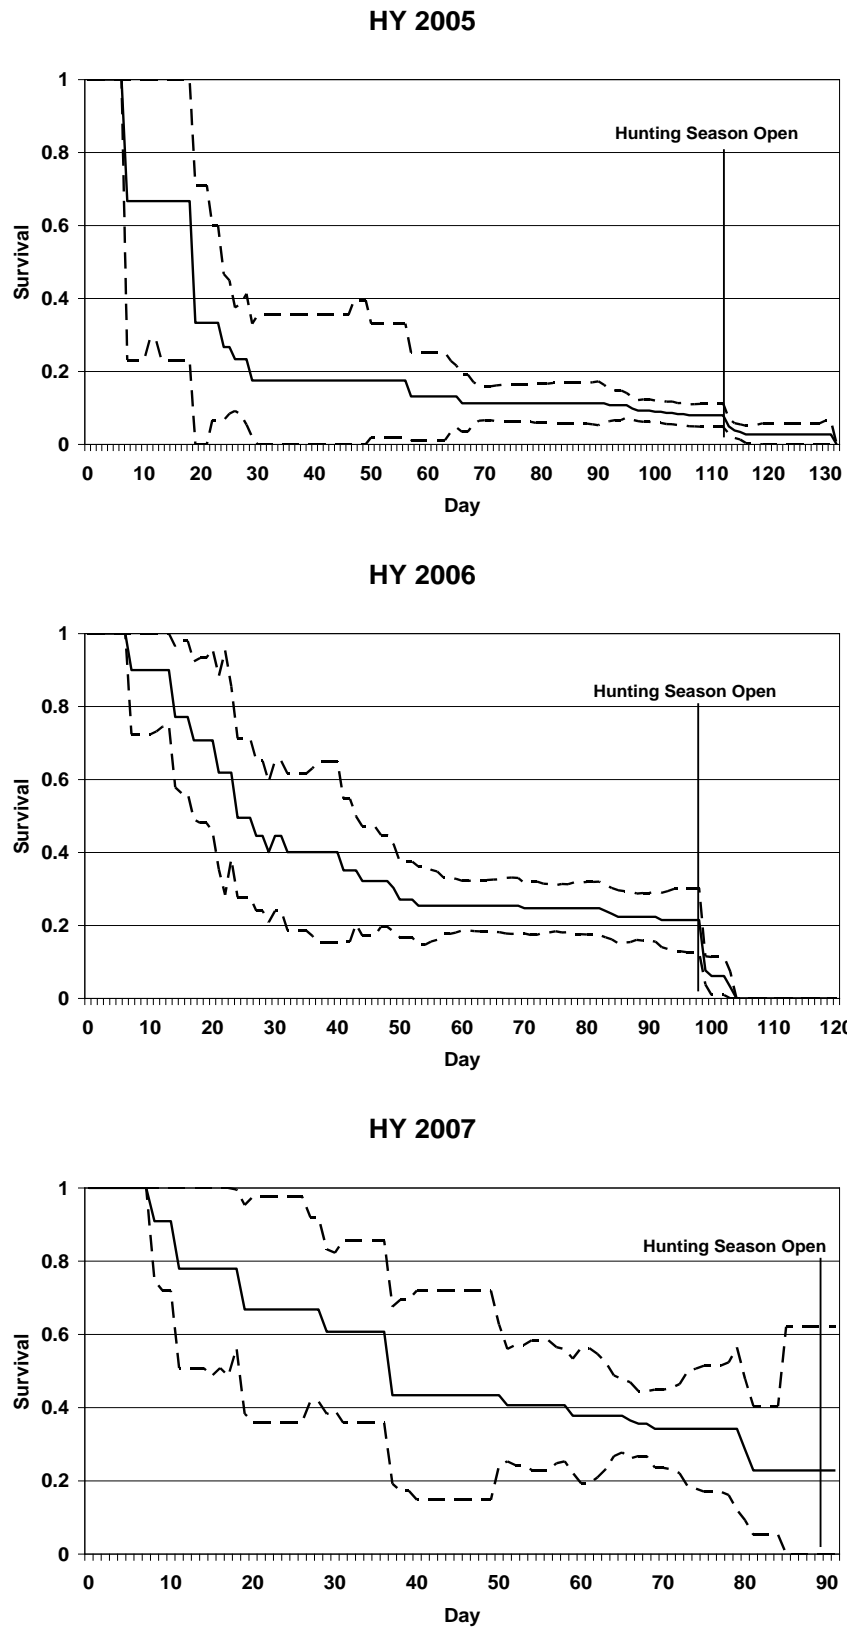 HY 2005
1
0.8
0.6
0.4
0.2
0
Survival
Hunting Season Open
0 10 20 30 40 50 60 70 80 90 100 110 120 130
Day
HY 2006
1
0.8
0.6
0.4
0.2
0
Survival
Hunting Season Open
0 10 20 30 40 50 60 70 80 90 100 110 120
Day
HY 2007
1
0.8
0.6
0.4
0.2
0
Survival
Hunting Season Open
0 10 20 30 40 50 60 70 80 90
Day